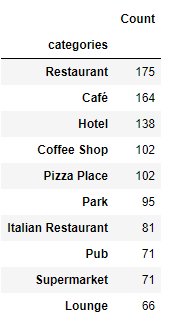 Count
categories
Restaurant 175
Café 164
Hotel 138
Coffee Shop 102
Pizza Place 102
Park 95
Italian Restaurant 81
Pub 71
Supermarket 71
Lounge 66